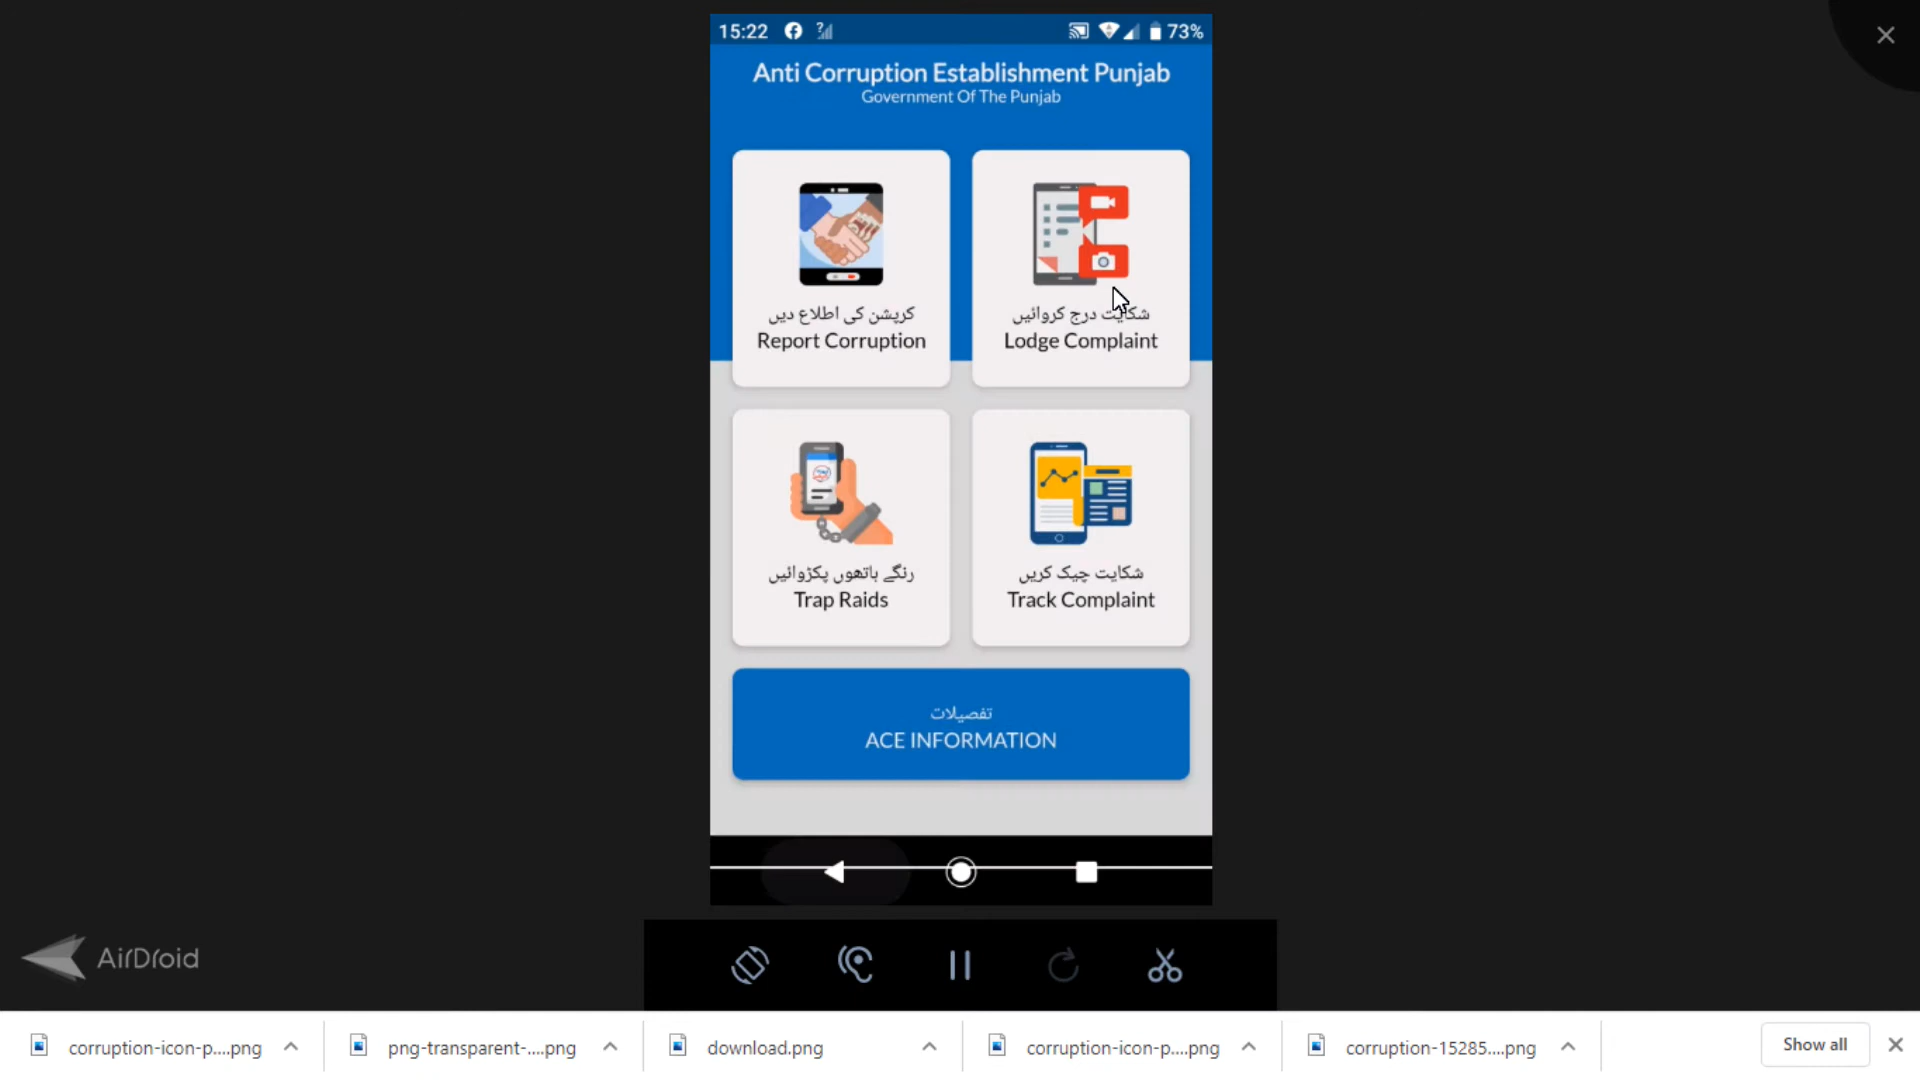 15:22
73%
Anti Corruption Establishment Punjab
Government Of The Punjab
کرپشن کی اطلاع دیں
Report Corruption
شکایت درج کروائیں
Lodge Complaint
رنگے ہاتھوں پکڑوائیں
Trap Raids
شکایت چیک کریں
Track Complaint
تفصیلات
ACE INFORMATION
AirDroid
corruption-icon-p....png
png-transparent-....png
download.png
corruption-icon-p....png
corruption-15285....png
Show all